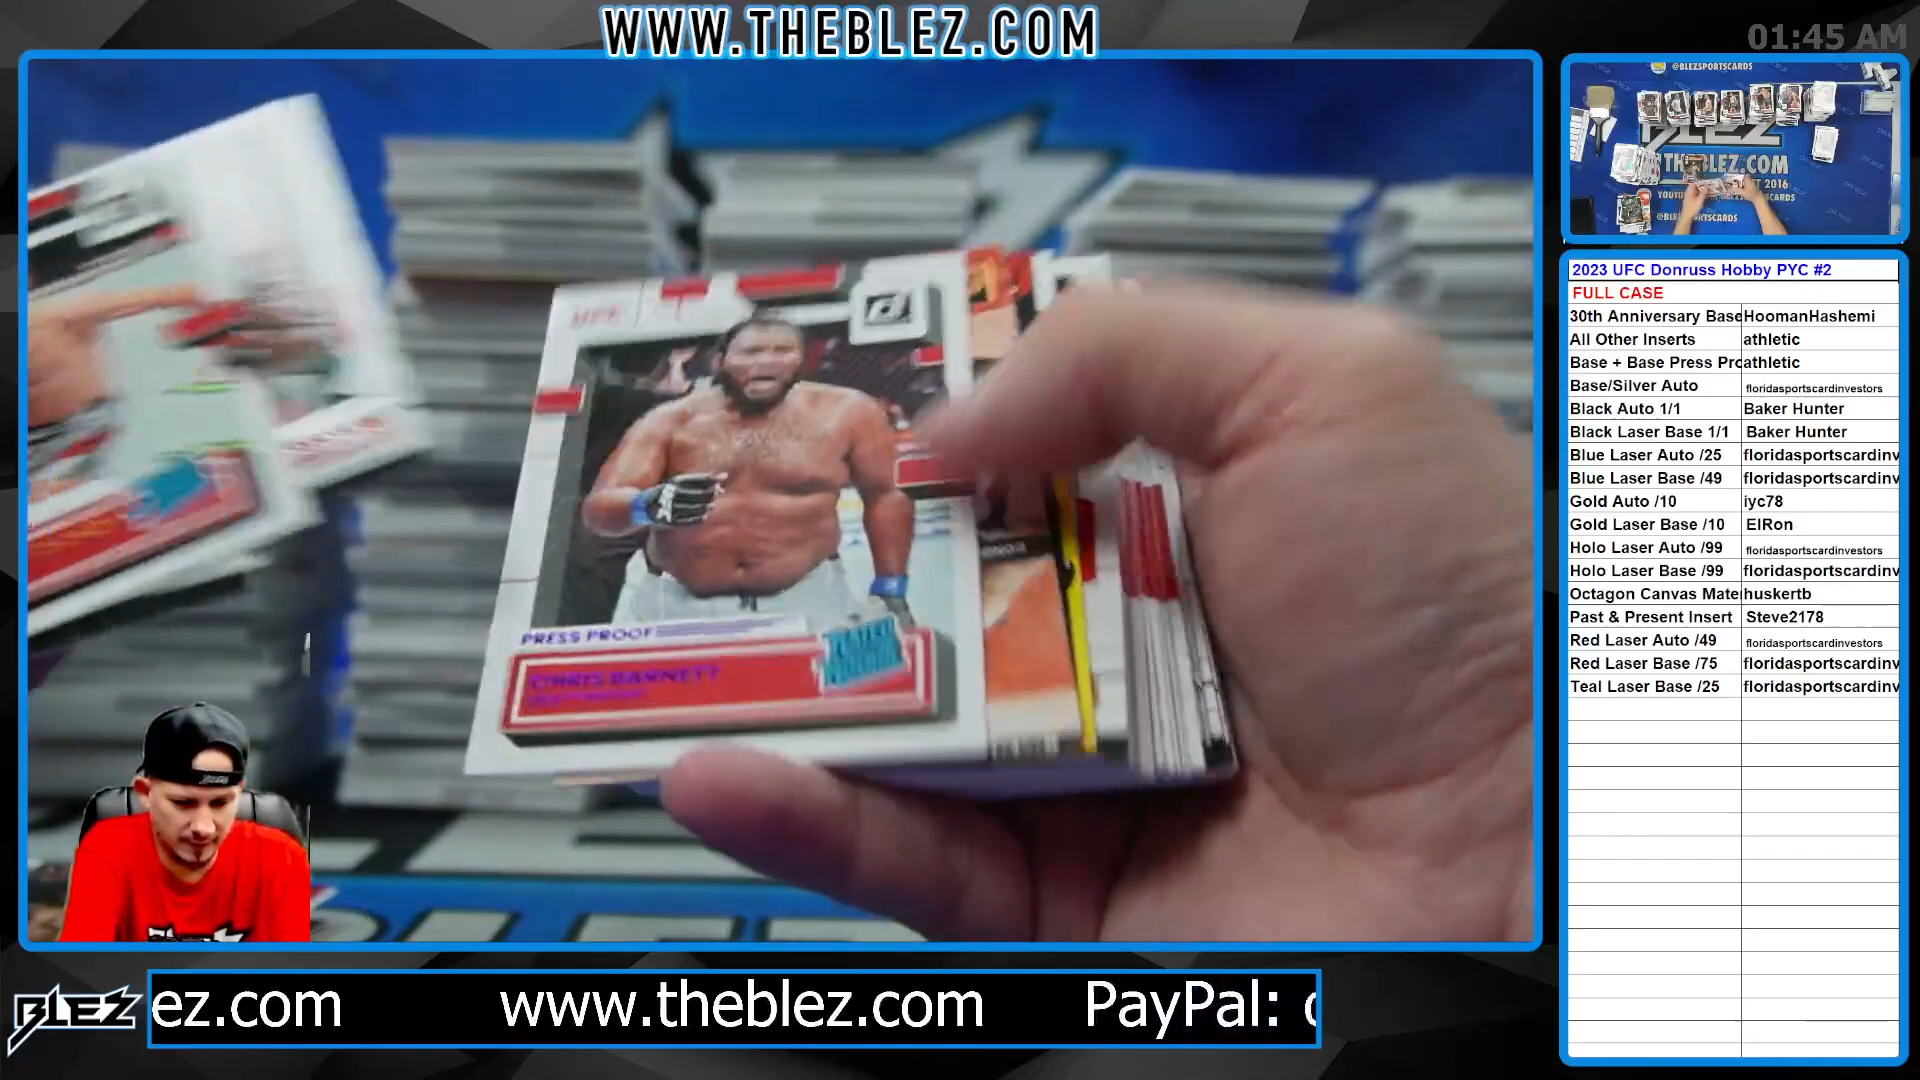 WWW.THEBLEZ.COM
01:45 AM
@BLEZSPORTSCARDS
BLEZ
THEBLEZ.COM
2016
2023 UFC Donruss Hobby PYC #2
FULL CASE
30th Anniversary Base HoomanHashemi
All Other Inserts athletic
Base + Base Press Pro athletic
Base/Silver Auto floridasportscardinvestors
Black Auto 1/1 Baker Hunter
Black Laser Base 1/1 Baker Hunter
Blue Laser Auto /25 floridasportscardinv
Blue Laser Base /49 floridasportscardinv
Gold Auto /10 iyc78
Gold Laser Base /10 ElRon
Holo Laser Auto /99 floridasportscardinvestors
Holo Laser Base /99 floridasportscardinv
Octagon Canvas Mate huskertb
Past & Present Insert Steve2178
Red Laser Auto /49 floridasportscardinvestors
Red Laser Base /75 floridasportscardinv
Teal Laser Base /25 floridasportscardinv
UFC
PRESS PROOF
CHRIS BARNETT
RATED ROOKIE
BLEZ
ez.com www.theblez.com PayPal: